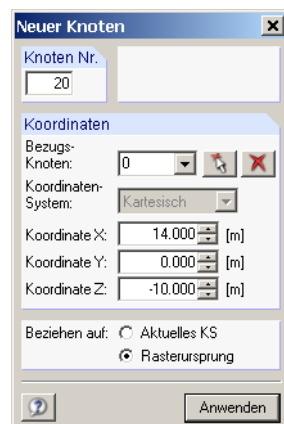 Neuer Knoten
Knoten Nr.
20
Koordinaten
Bezugs-
Knoten: 0
Koordinaten-
System: Kartesisch
Koordinate X: 14.000 [m]
Koordinate Y: 0.000 [m]
Koordinate Z: -10.000 [m]
Beziehen auf: Aktuelles KS
Rasterursprung
Anwenden